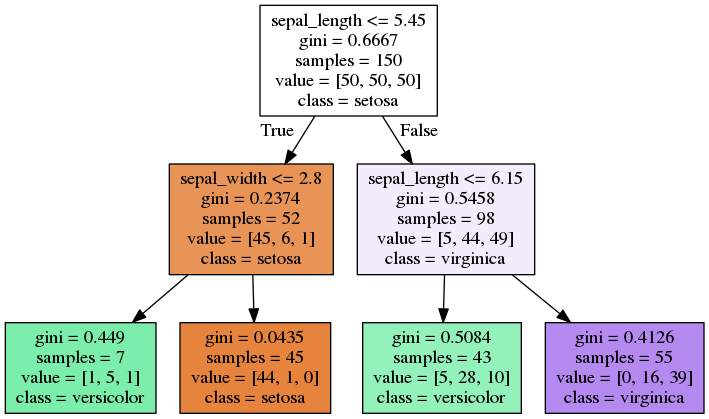 sepal_length <= 5.45
gini = 0.6667
samples = 150
value = [50, 50, 50]
class = setosa
True
False
sepal_width <= 2.8
gini = 0.2374
samples = 52
value = [45, 6, 1]
class = setosa
sepal_length <= 6.15
gini = 0.5458
samples = 98
value = [5, 44, 49]
class = virginica
gini = 0.449
samples = 7
value = [1, 5, 1]
class = versicolor
gini = 0.0435
samples = 45
value = [44, 1, 0]
class = setosa
gini = 0.5084
samples = 43
value = [5, 28, 10]
class = versicolor
gini = 0.4126
samples = 55
value = [0, 16, 39]
class = virginica